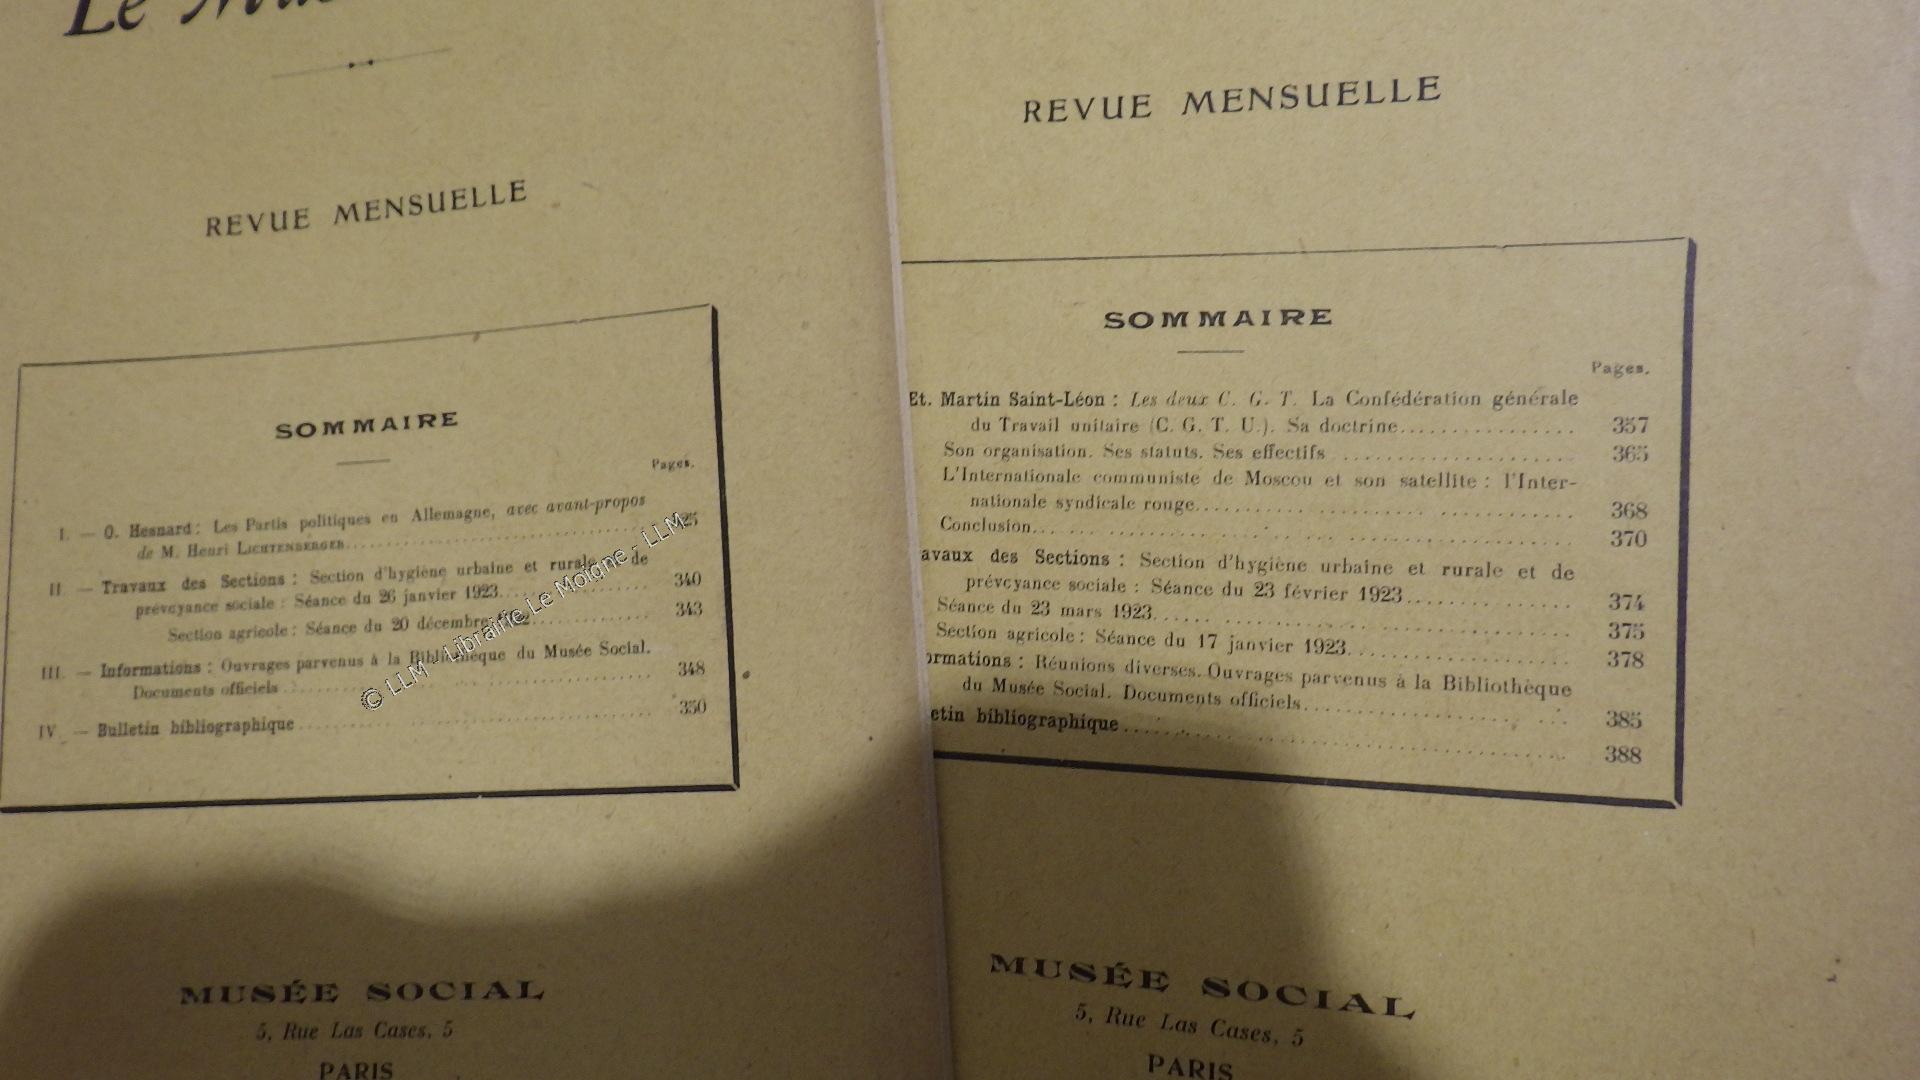 Le
REVUE MENSUELLE
SOMMAIRE
Pages.
I. — O. Hesnard : Les Partis politiques en Allemagne, avec avant-propos
de M. Henri LICHTENBERGER
II — Travaux des Sections : Section d'hygiène urbaine et rurale de
prévoyance sociale : Séance du 26 janvier 1923. 340
Section agricole : Séance du 20 décembre 343
III. — Informations : Ouvrages parvenus à la Bibliothèque du Musée Social.
Documents officiels 348
IV. — Bulletin bibliographique 350
MUSÉE SOCIAL
5, Rue Las Cases, 5
PARIS
© LLM - Librairie Le Moigne - LLM
REVUE MENSUELLE
SOMMAIRE
Pages.
Et. Martin Saint-Léon : Les deux C. G. T. La Confédération générale
du Travail unitaire (C. G. T. U.). Sa doctrine 357
Son organisation. Ses statuts. Ses effectifs 365
L'Internationale communiste de Moscou et son satellite : l'Inter-
nationale syndicale rouge 368
Conclusion 370
avaux des Sections : Section d'hygiène urbaine et rurale et de
prévoyance sociale : Séance du 23 février 1923 374
Séance du 23 mars 1923 375
Section agricole : Séance du 17 janvier 1923 378
ormations : Réunions diverses. Ouvrages parvenus à la Bibliothèque
du Musée Social. Documents officiels 385
etin bibliographique 388
MUSÉE SOCIAL
5, Rue Las Cases, 5
PARIS